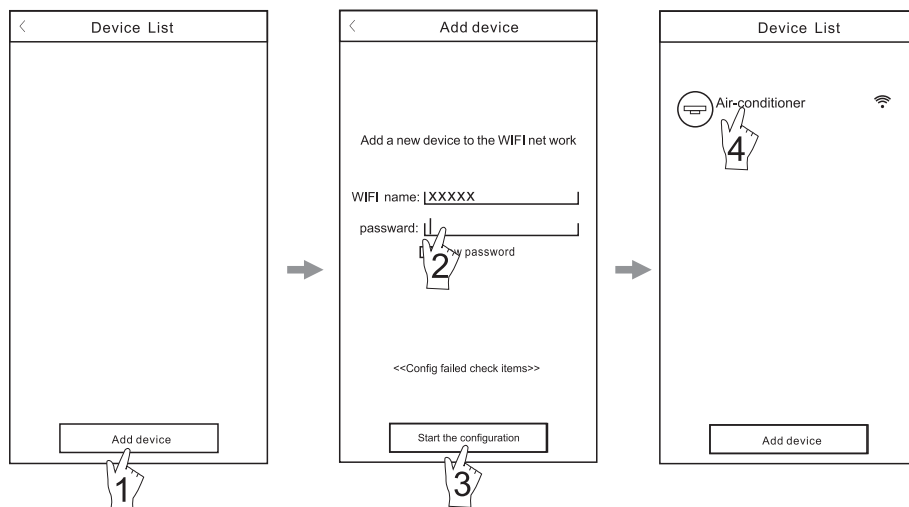 Device List
Add device
1
Add device
Add a new device to the WIFI net work
WIFI name: XXXXX
passward:
w password
2
<<Config failed check items>>
Start the configuration
3
Device List
Air-conditioner
4
Add device